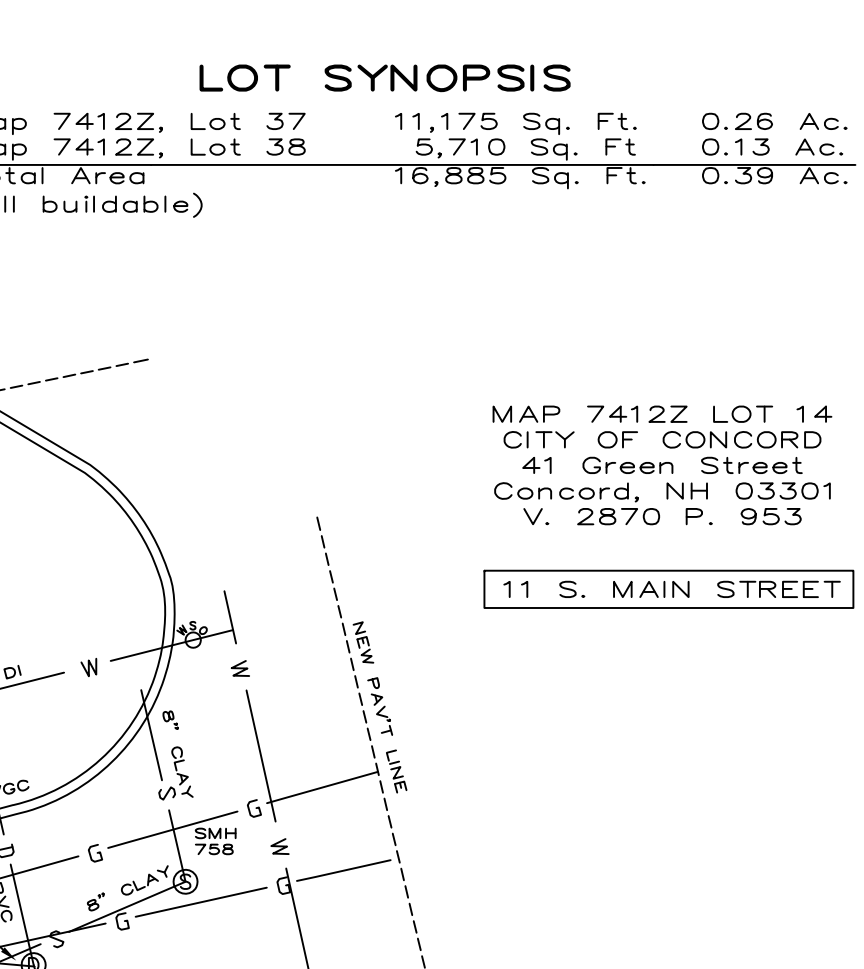 LOT SYNOPSIS
ap 7412Z, Lot 37 11,175 Sq. Ft. 0.26 Ac.
ap 7412Z, Lot 38 5,710 Sq. Ft 0.13 Ac.
otal Area 16,885 Sq. Ft. 0.39 Ac.
ll buildable)
MAP 7412Z LOT 14
CITY OF CONCORD
41 Green Street
Concord, NH 03301
V. 2870 P. 953
11 S. MAIN STREET
WSO
NEW PAV'T LINE
DI
W
W
8" CLAY
S
GC
G
SMH
758
D
G
W
G
8" CLAY
S
PVC
G
S
D